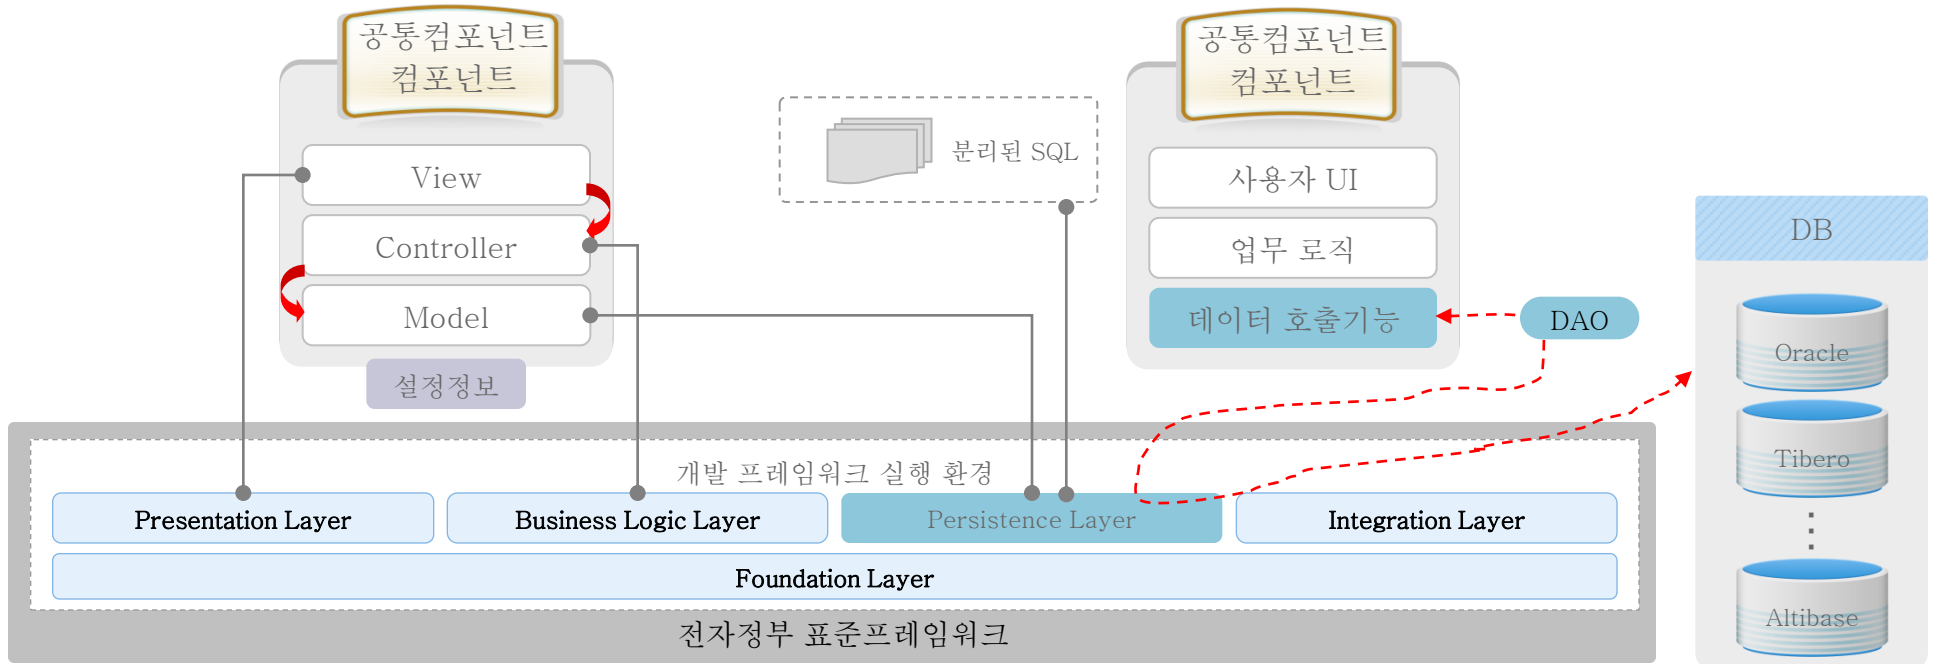 공통컴포넌트
컴포넌트
View
Controller
Model
설정정보
분리된 SQL
공통컴포넌트
컴포넌트
사용자 UI
업무 로직
데이터 호출기능
DAO
DB
Oracle
Tibero
Altibase
개발 프레임워크 실행 환경
Presentation Layer
Business Logic Layer
Persistence Layer
Integration Layer
Foundation Layer
전자정부 표준프레임워크